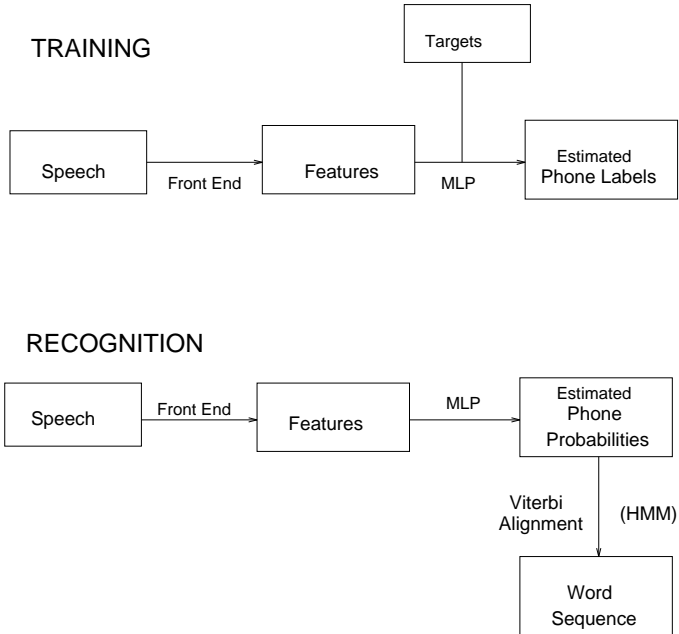 TRAINING
Targets
Speech
Front End
Features
MLP
Estimated
Phone Labels
RECOGNITION
Speech
Front End
Features
MLP
Estimated
Phone
Probabilities
Viterbi
Alignment
(HMM)
Word
Sequence